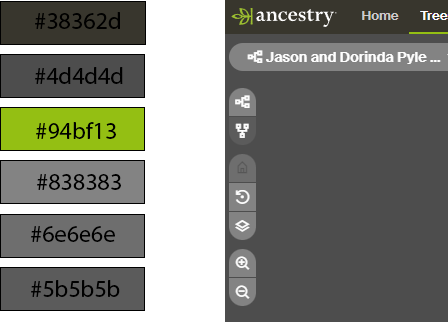 #38362d
#4d4d4d
#94bf13
#838383
#6e6e6e
#5b5b5b
ancestry
Home
Tree
Jason and Dorinda Pyle ...